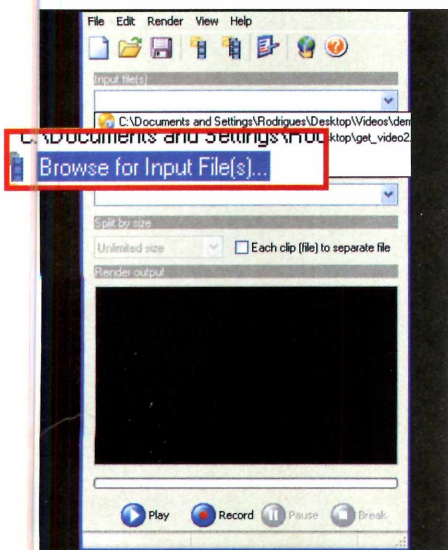 File Edit Render View Help
Input file(s)
C:\Documents and Settings\Rodrigues\Desktop\Videos\dem
C:\Documents and Settings\Rod
ktop\get_video2.
Browse for Input File(s)...
Split by size
Unlimited size
Each clip (file) to separate file
Render output
Play Record Pause Break